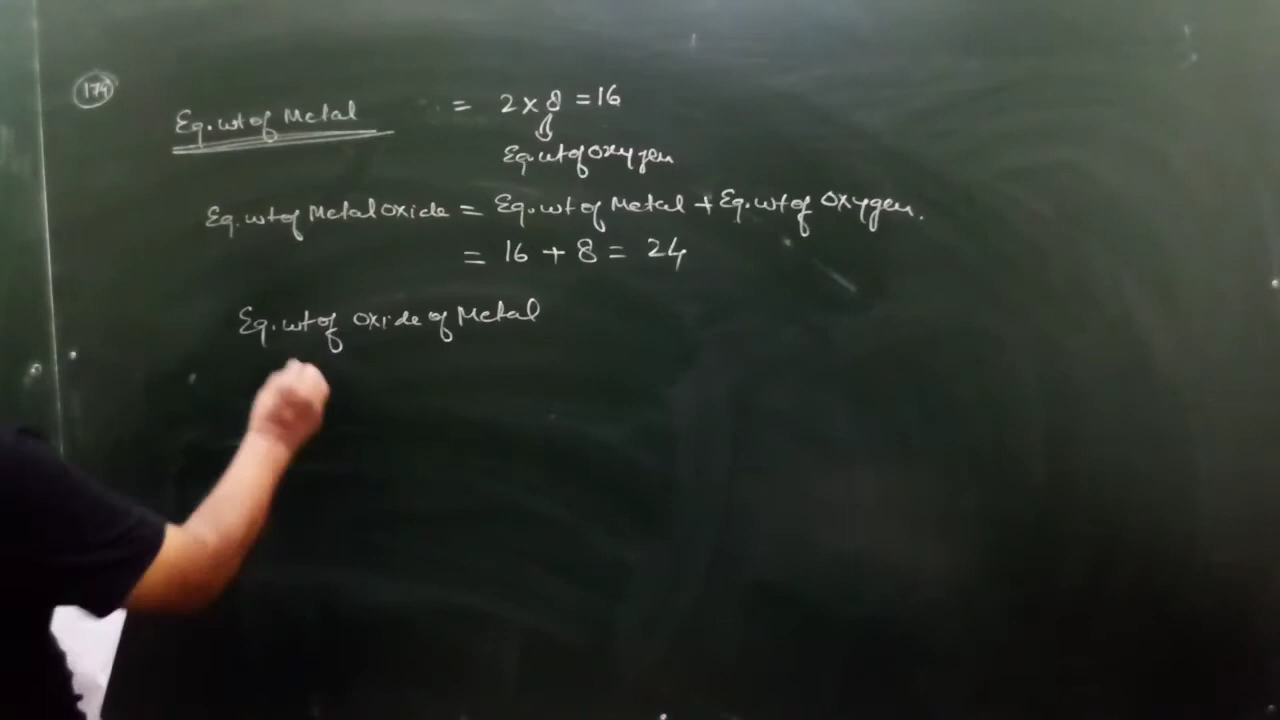 174
Eq. wt of Metal = 2 × 8 = 16
Eq. wt of Oxygen
Eq. wt of Metal Oxide = Eq. wt of Metal + Eq. wt of Oxygen.
= 16 + 8 = 24
Eq. wt of Oxide of Metal